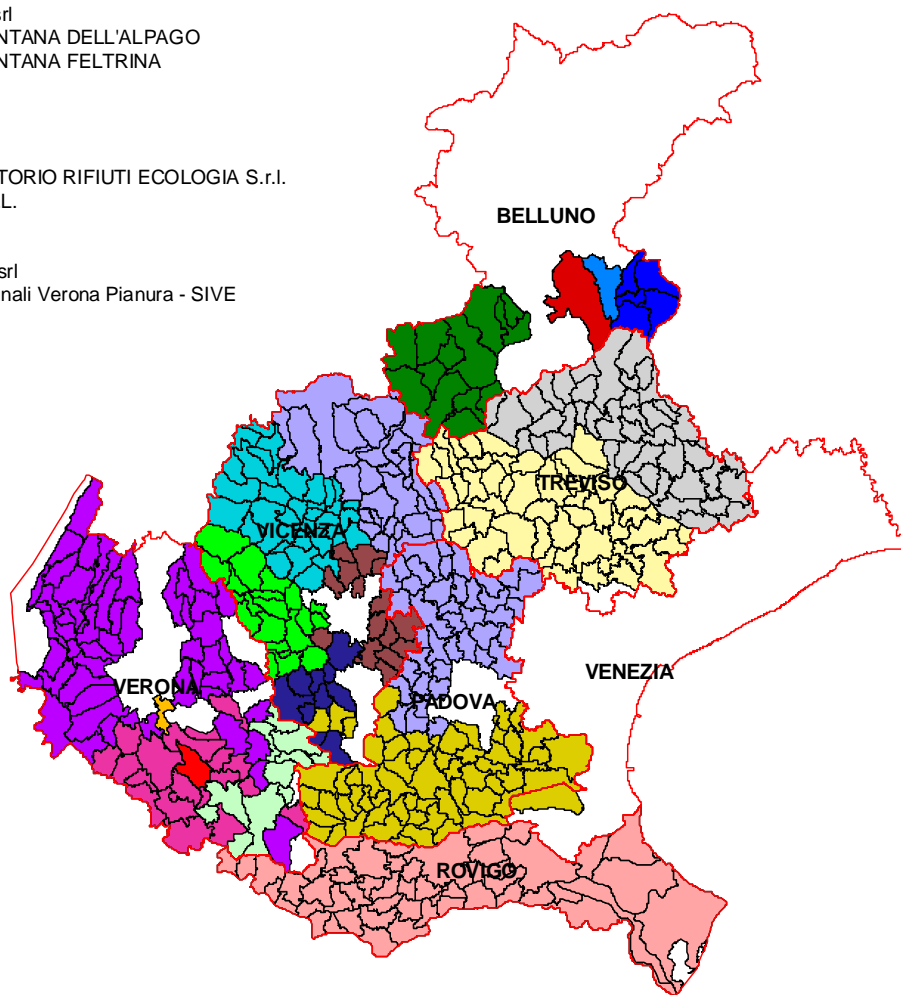 srl
NTANA DELL'ALPAGO
NTANA FELTRINA
TORIO RIFIUTI ECOLOGIA S.r.l.
L.
srl
nali Verona Pianura - SIVE
BELLUNO
TREVISO
VICENZA
VENEZIA
VERONA
PADOVA
ROVIGO